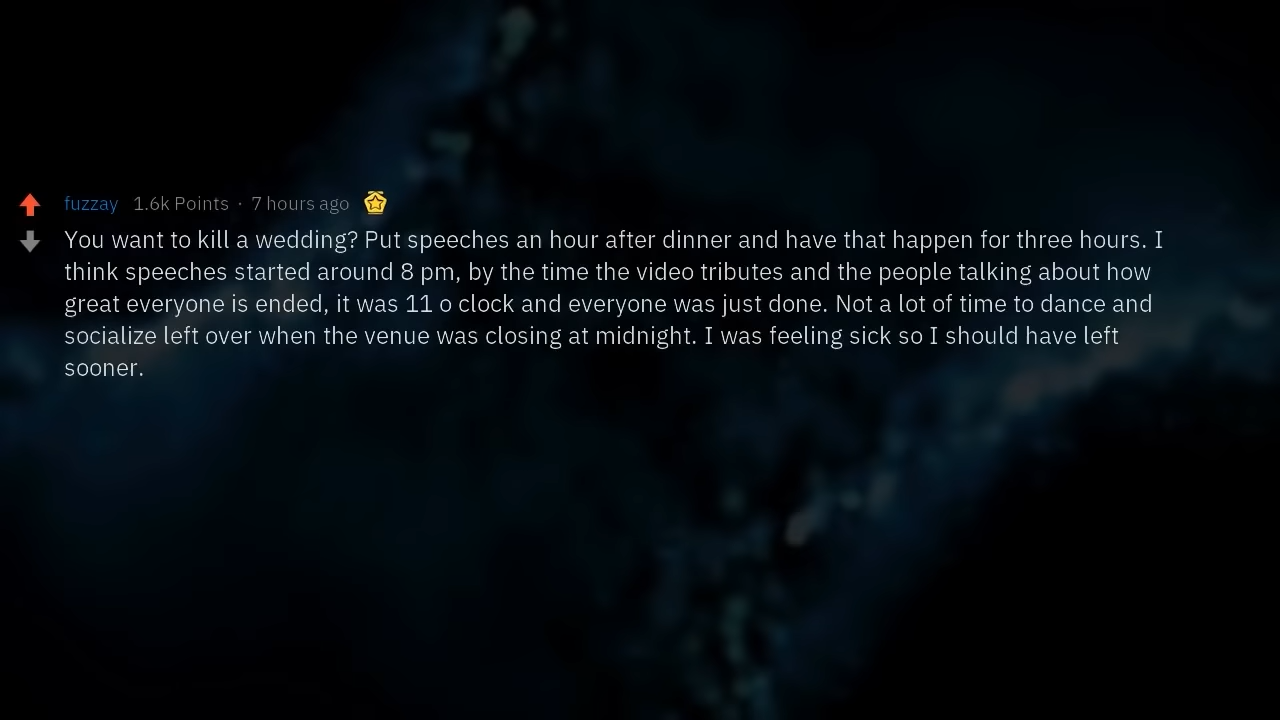 fuzzay 1.6k Points · 7 hours ago
You want to kill a wedding? Put speeches an hour after dinner and have that happen for three hours. I
think speeches started around 8 pm, by the time the video tributes and the people talking about how
great everyone is ended, it was 11 o clock and everyone was just done. Not a lot of time to dance and
socialize left over when the venue was closing at midnight. I was feeling sick so I should have left
sooner.